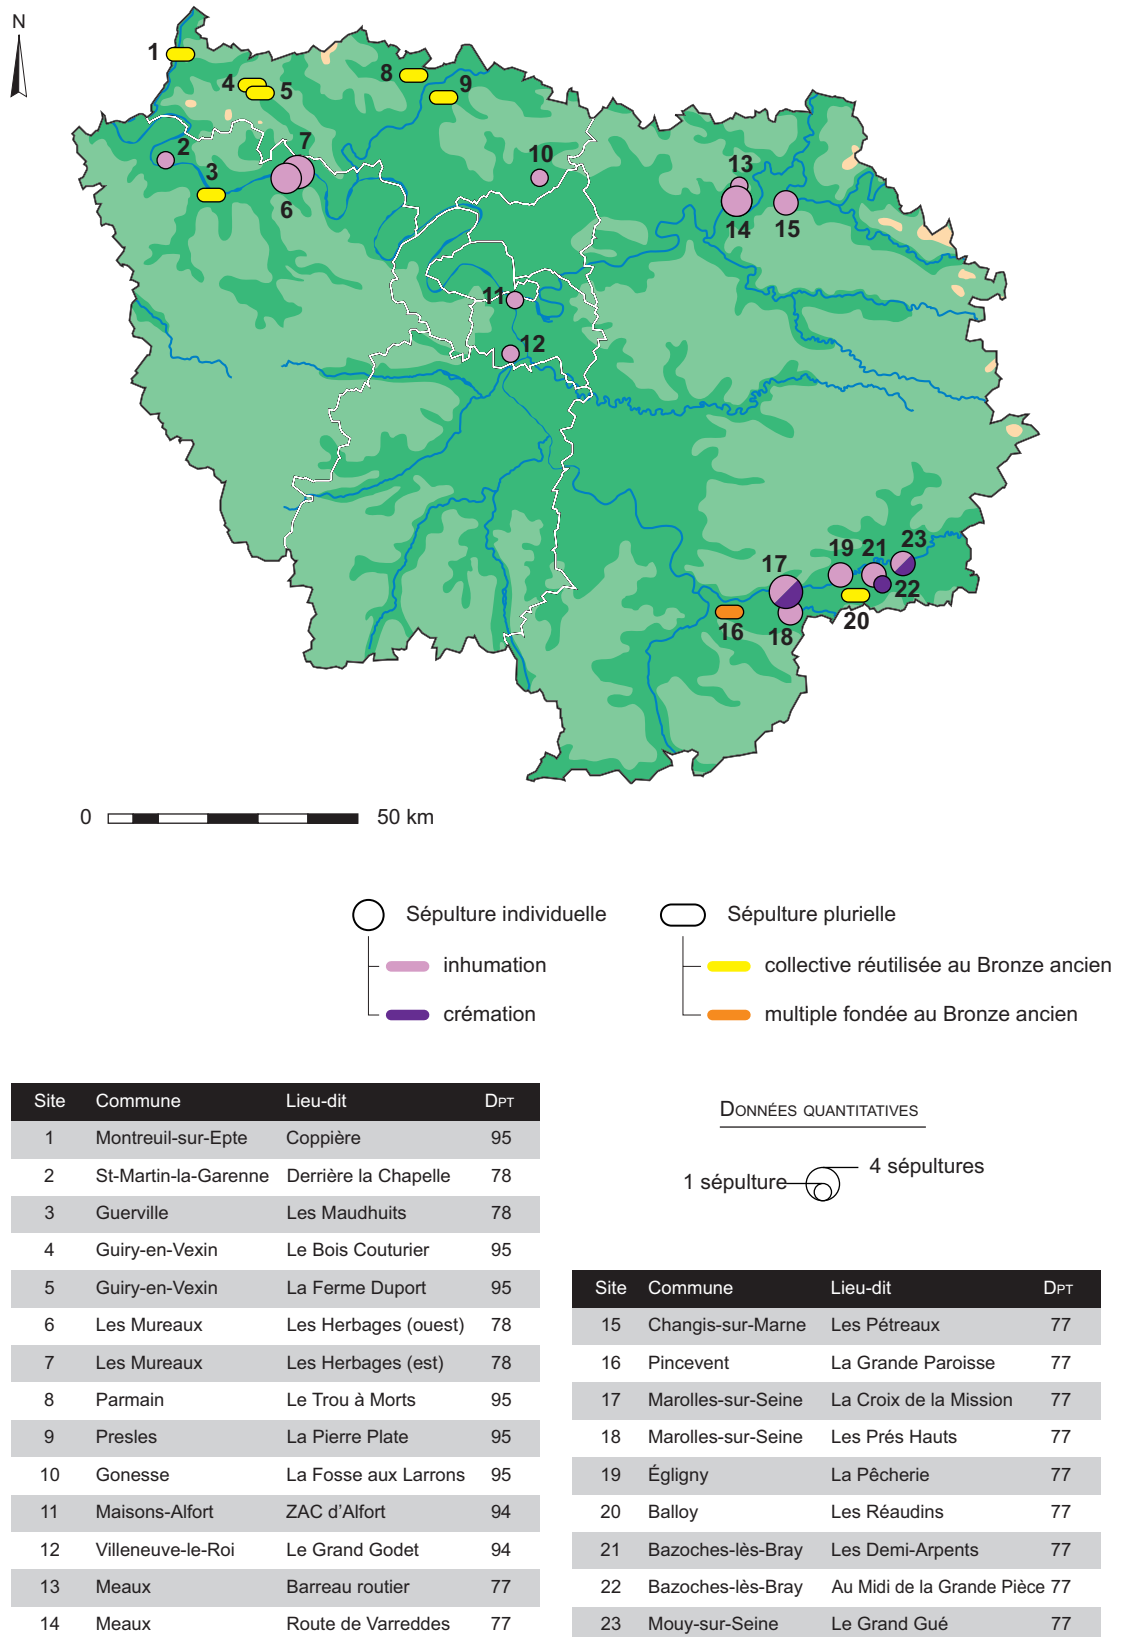 N
1
4
5
8
9
2
3
7
6
10
13
14
15
11
12
17
16
18
19
21
23
22
20
0 50 km
Sépulture individuelle
inhumation
crémation
Sépulture plurielle
collective réutilisée au Bronze ancien
multiple fondée au Bronze ancien
Site Commune Lieu-dit DPT
1 Montreuil-sur-Epte Coppière 95
2 St-Martin-la-Garenne Derrière la Chapelle 78
3 Guerville Les Maudhuits 78
4 Guiry-en-Vexin Le Bois Couturier 95
5 Guiry-en-Vexin La Ferme Duport 95
6 Les Mureaux Les Herbages (ouest) 78
7 Les Mureaux Les Herbages (est) 78
8 Parmain Le Trou à Morts 95
9 Presles La Pierre Plate 95
10 Gonesse La Fosse aux Larrons 95
11 Maisons-Alfort ZAC d'Alfort 94
12 Villeneuve-le-Roi Le Grand Godet 94
13 Meaux Barreau routier 77
14 Meaux Route de Varreddes 77
DONNÉES QUANTITATIVES
4 sépultures
1 sépulture
Site Commune Lieu-dit DPT
15 Changis-sur-Marne Les Pétreaux 77
16 Pincevent La Grande Paroisse 77
17 Marolles-sur-Seine La Croix de la Mission 77
18 Marolles-sur-Seine Les Prés Hauts 77
19 Égligny La Pêcherie 77
20 Balloy Les Réaudins 77
21 Bazoches-lès-Bray Les Demi-Arpents 77
22 Bazoches-lès-Bray Au Midi de la Grande Pièce 77
23 Mouy-sur-Seine Le Grand Gué 77